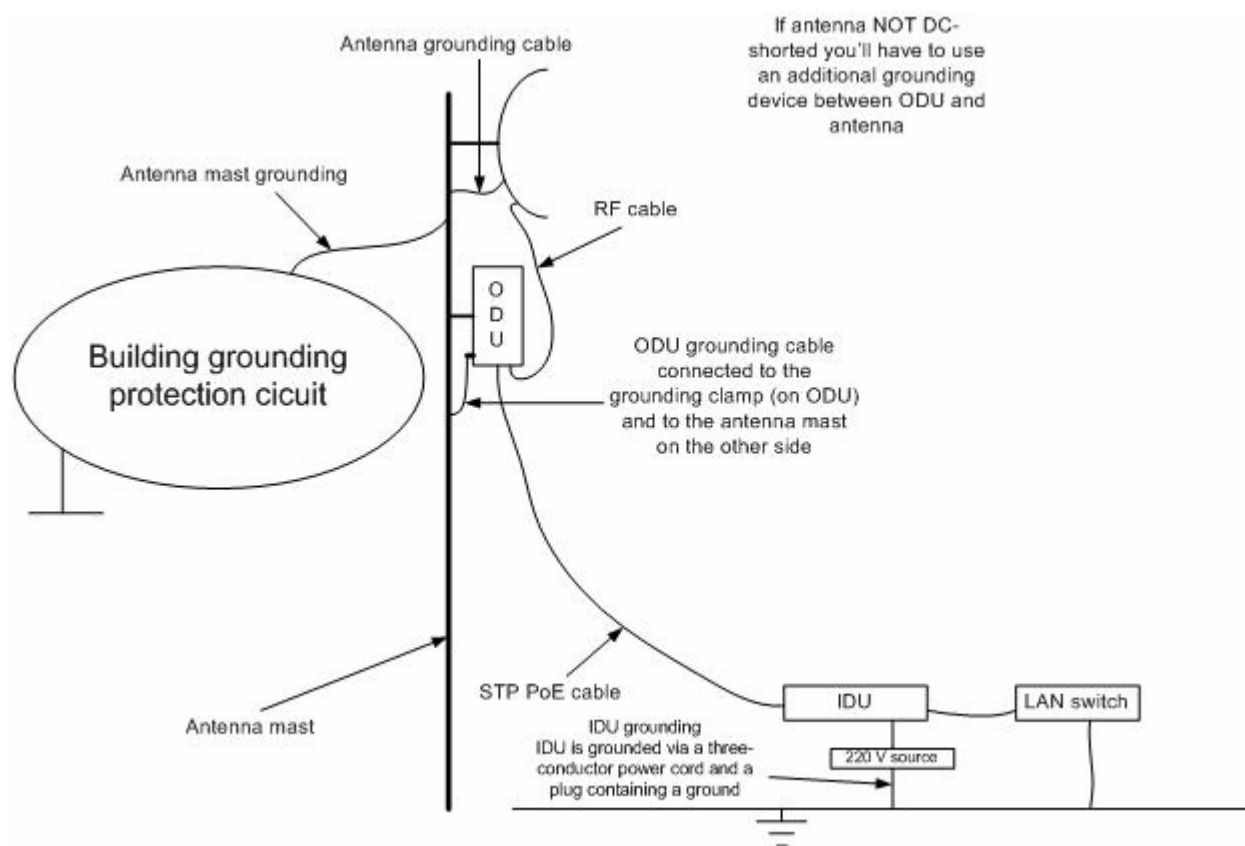 If antenna NOT DC-
shorted you'll have to use
an additional grounding
device between ODU and
antenna
Antenna grounding cable
Antenna mast grounding
RF cable
O
D
U
Building grounding
protection cicuit
ODU grounding cable
connected to the
grounding clamp (on ODU)
and to the antenna mast
on the other side
STP PoE cable
Antenna mast
IDU
LAN switch
IDU grounding
IDU is grounded via a three-
conductor power cord and a
plug containing a ground
220 V source